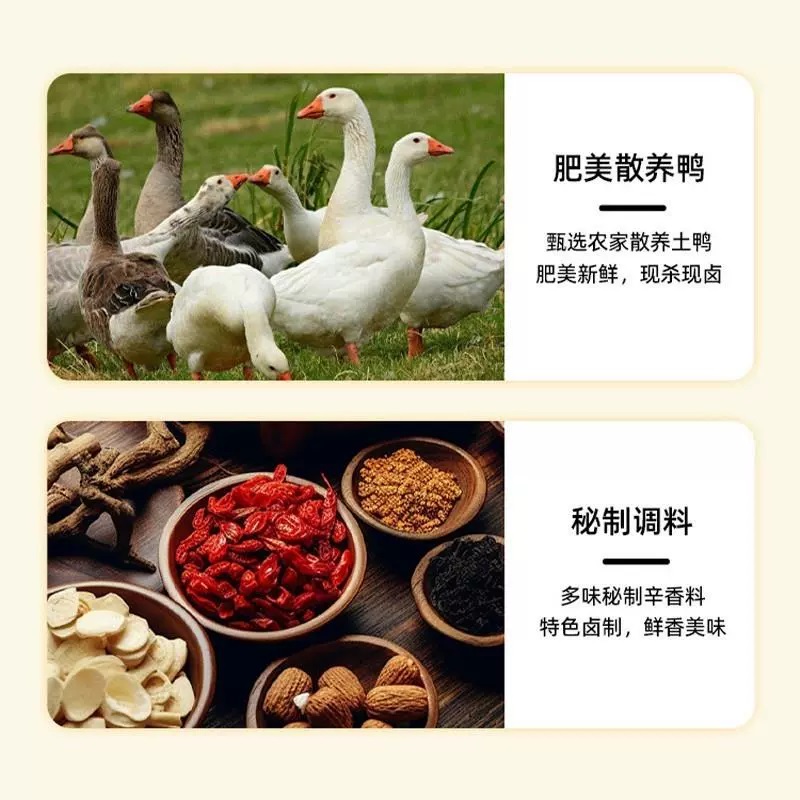 肥美散养鸭
甄选农家散养土鸭
肥美新鲜，现杀现卤
秘制调料
多味秘制辛香料
特色卤制，鲜香美味